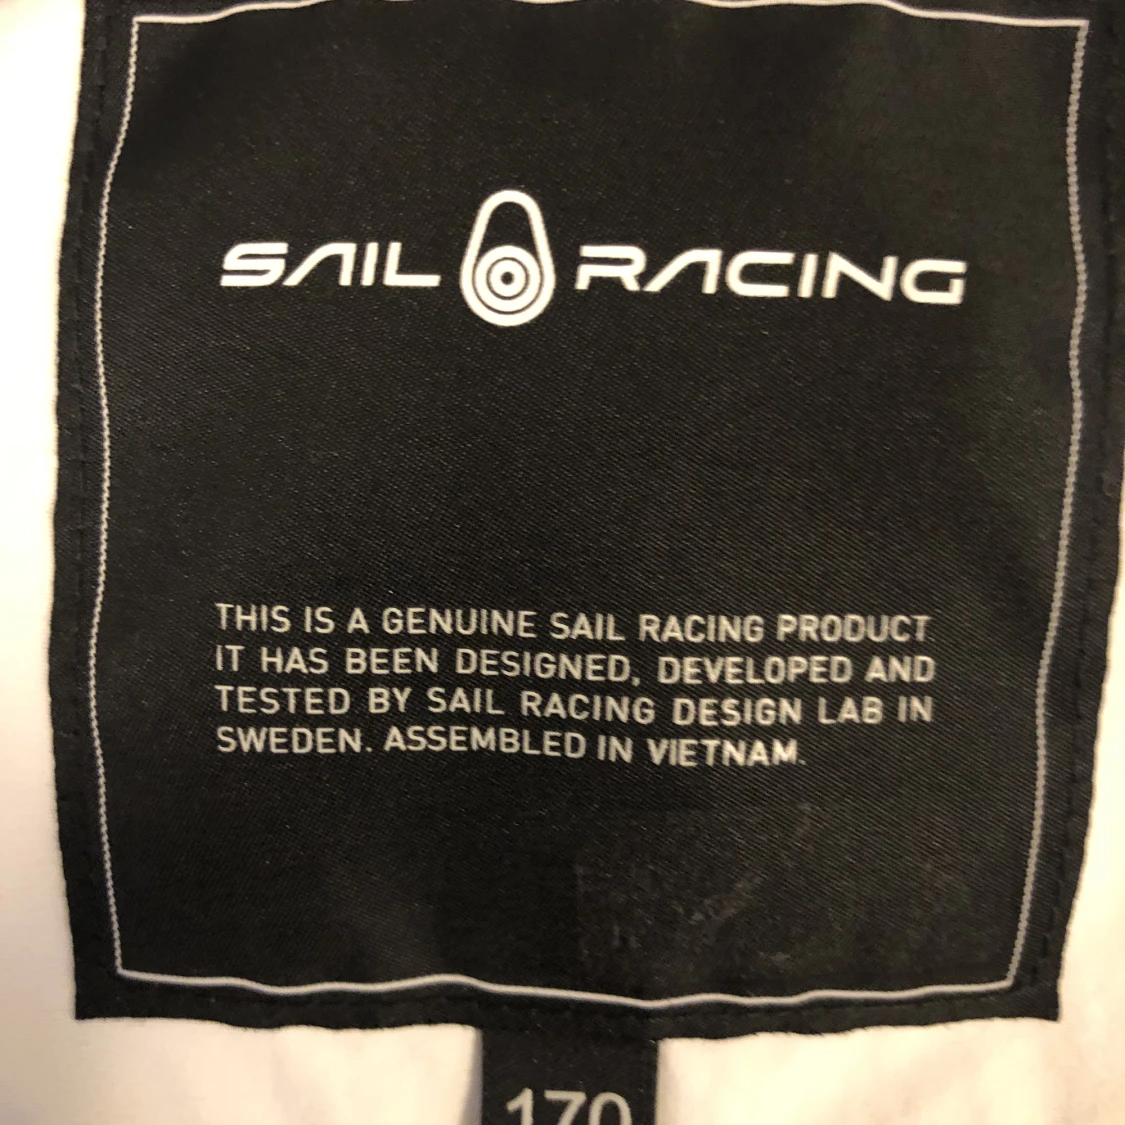 SAIL RACING
THIS IS A GENUINE SAIL RACING PRODUCT.
IT HAS BEEN DESIGNED, DEVELOPED AND
TESTED BY SAIL RACING DESIGN LAB IN
SWEDEN. ASSEMBLED IN VIETNAM.
170